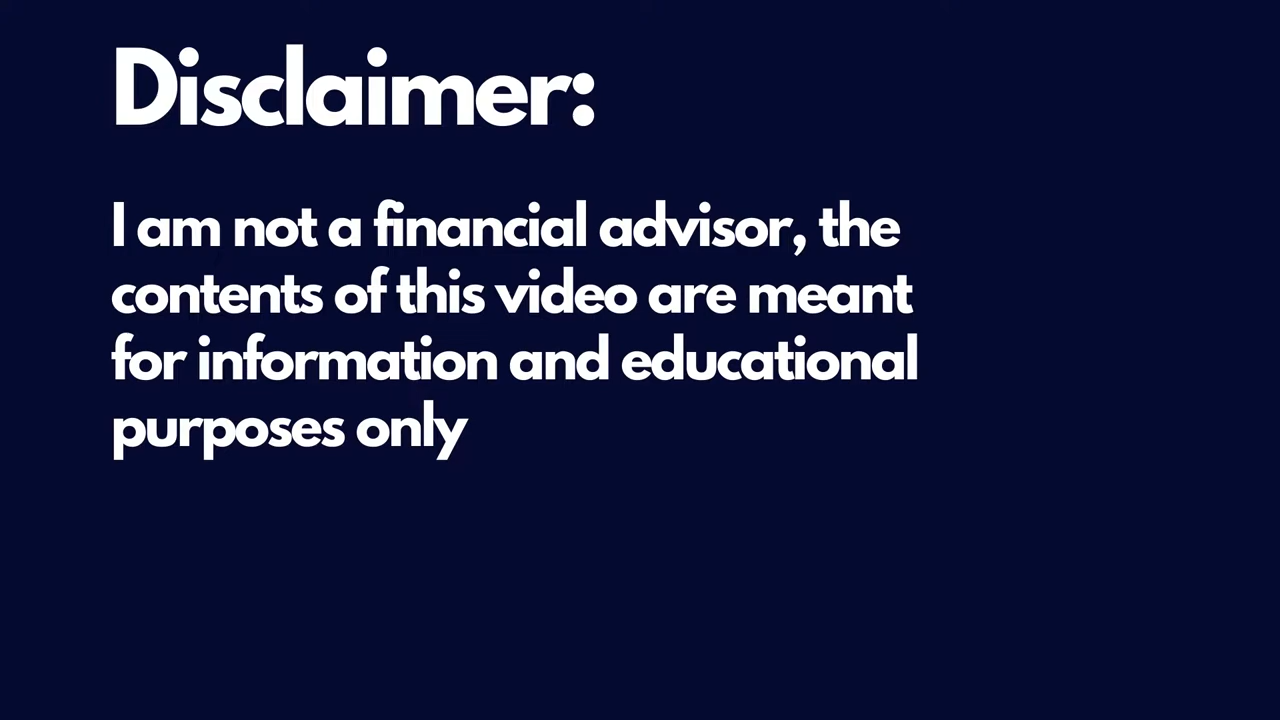 Disclaimer:
I am not a financial advisor, the
contents of this video are meant
for information and educational
purposes only